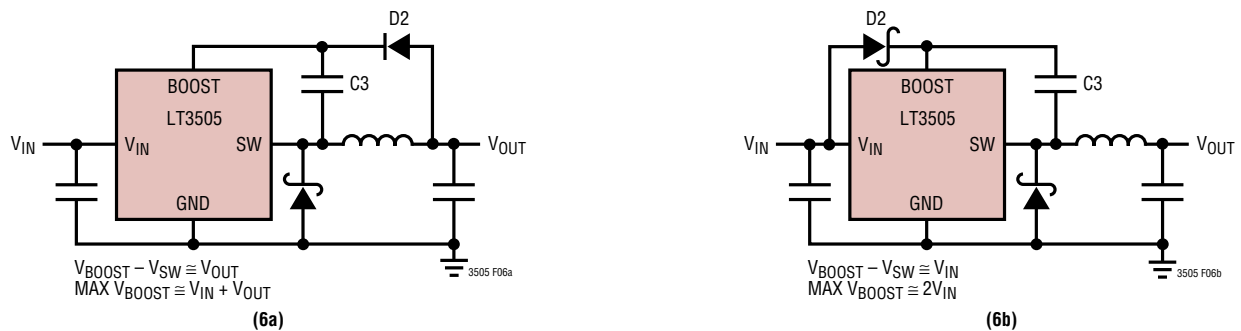 D2
C3
BOOST
LT3505
V_IN
V_IN
SW
V_OUT
GND
3505 F06a
V_BOOST – V_SW ≅ V_OUT
MAX V_BOOST ≅ V_IN + V_OUT
(6a)
D2
C3
BOOST
LT3505
V_IN
V_IN
SW
V_OUT
GND
3505 F06b
V_BOOST – V_SW ≅ V_IN
MAX V_BOOST ≅ 2V_IN
(6b)